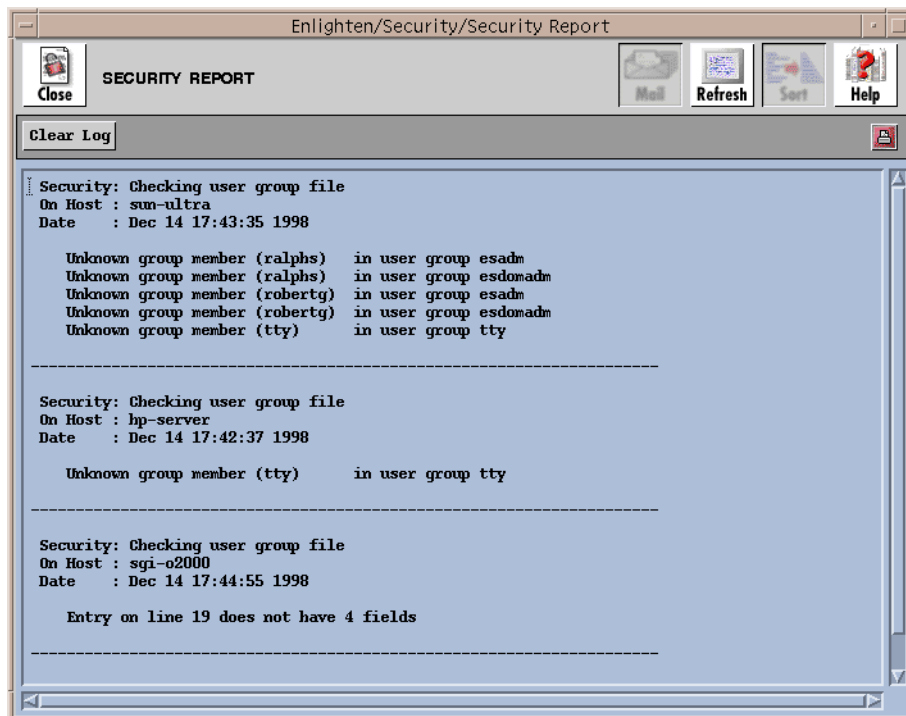 Enlighten/Security/Security Report
Close
SECURITY REPORT
Mail
Refresh
Sort
Help
Clear Log
Security: Checking user group file
On Host : sun-ultra
Date    : Dec 14 17:43:35 1998
Unknown group member (ralphs)   in user group esadm
Unknown group member (ralphs)   in user group esdomadm
Unknown group member (robertg)  in user group esadm
Unknown group member (robertg)  in user group esdomadm
Unknown group member (tty)      in user group tty
Security: Checking user group file
On Host : hp-server
Date    : Dec 14 17:42:37 1998
Unknown group member (tty)      in user group tty
Security: Checking user group file
On Host : sgi-o2000
Date    : Dec 14 17:44:55 1998
Entry on line 19 does not have 4 fields